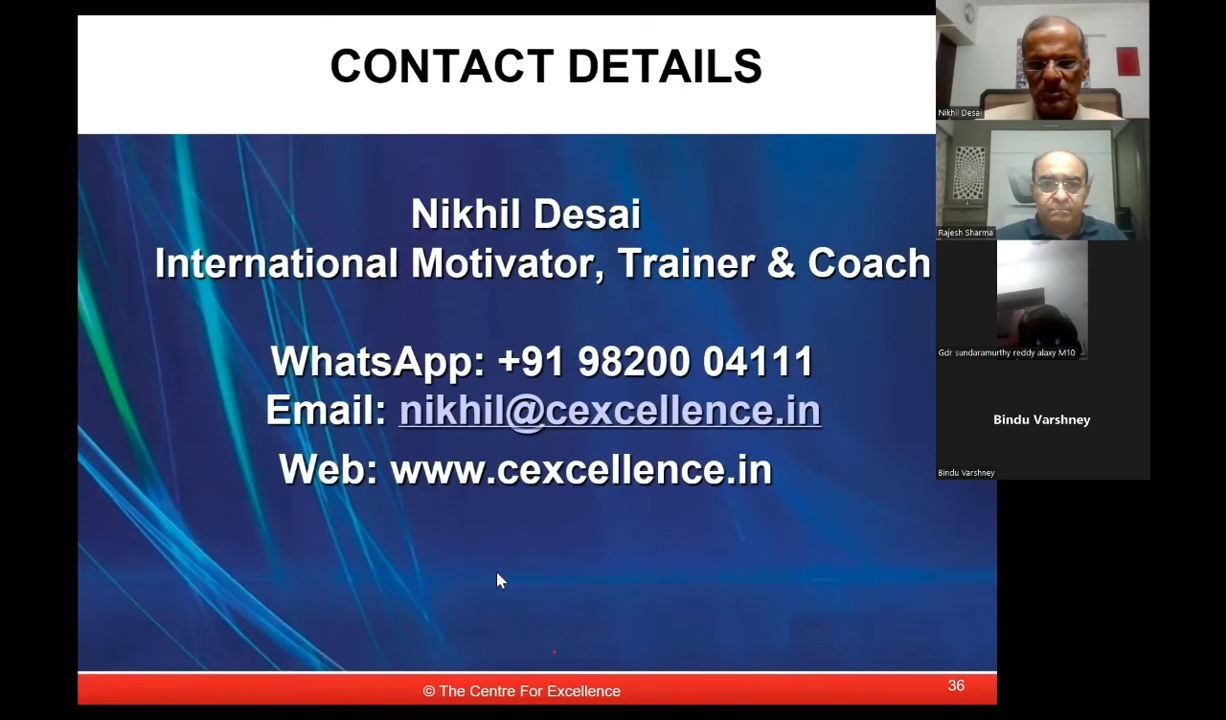 CONTACT DETAILS
Nikhil Desai
International Motivator, Trainer & Coach
WhatsApp: +91 98200 04111
Email: nikhil@cexcellence.in
Web: www.cexcellence.in
© The Centre For Excellence
36
Nikhil Desai
Rajesh Sharma
Gdr sundaramurthy reddy alaxy M10
Bindu Varshney
Bindu Varshney